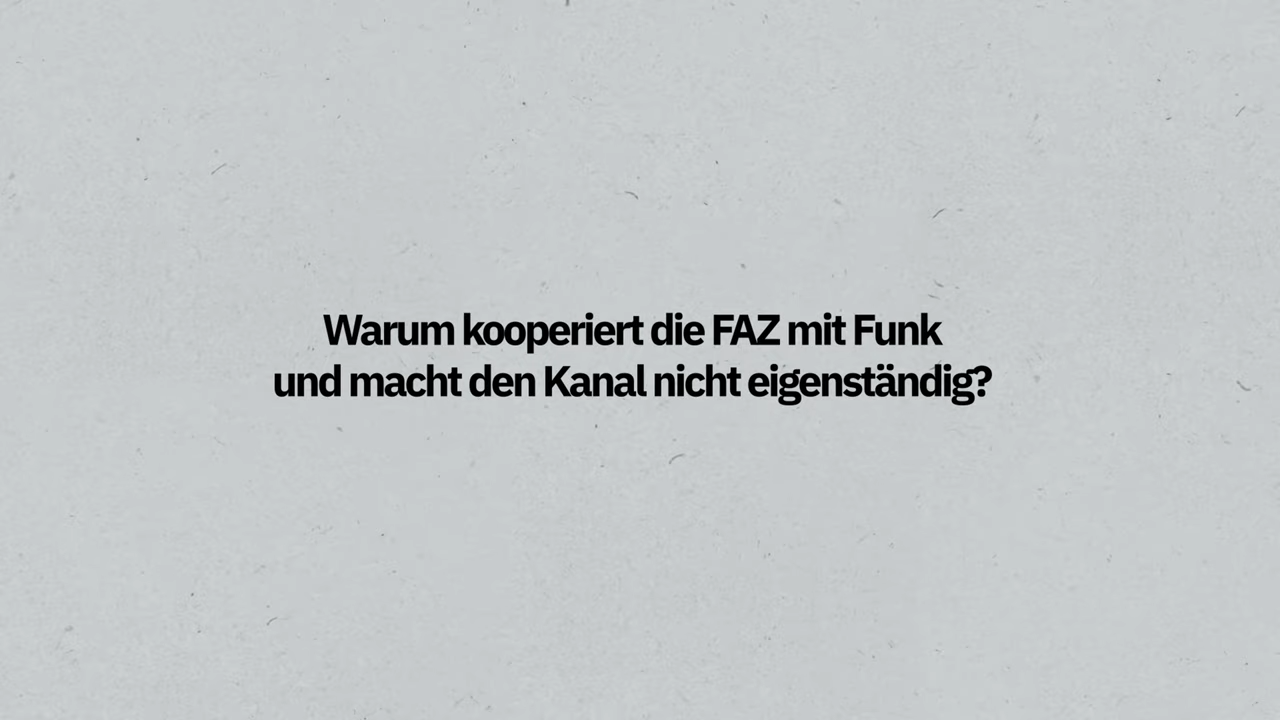 Warum kooperiert die FAZ mit Funk
und macht den Kanal nicht eigenständig?